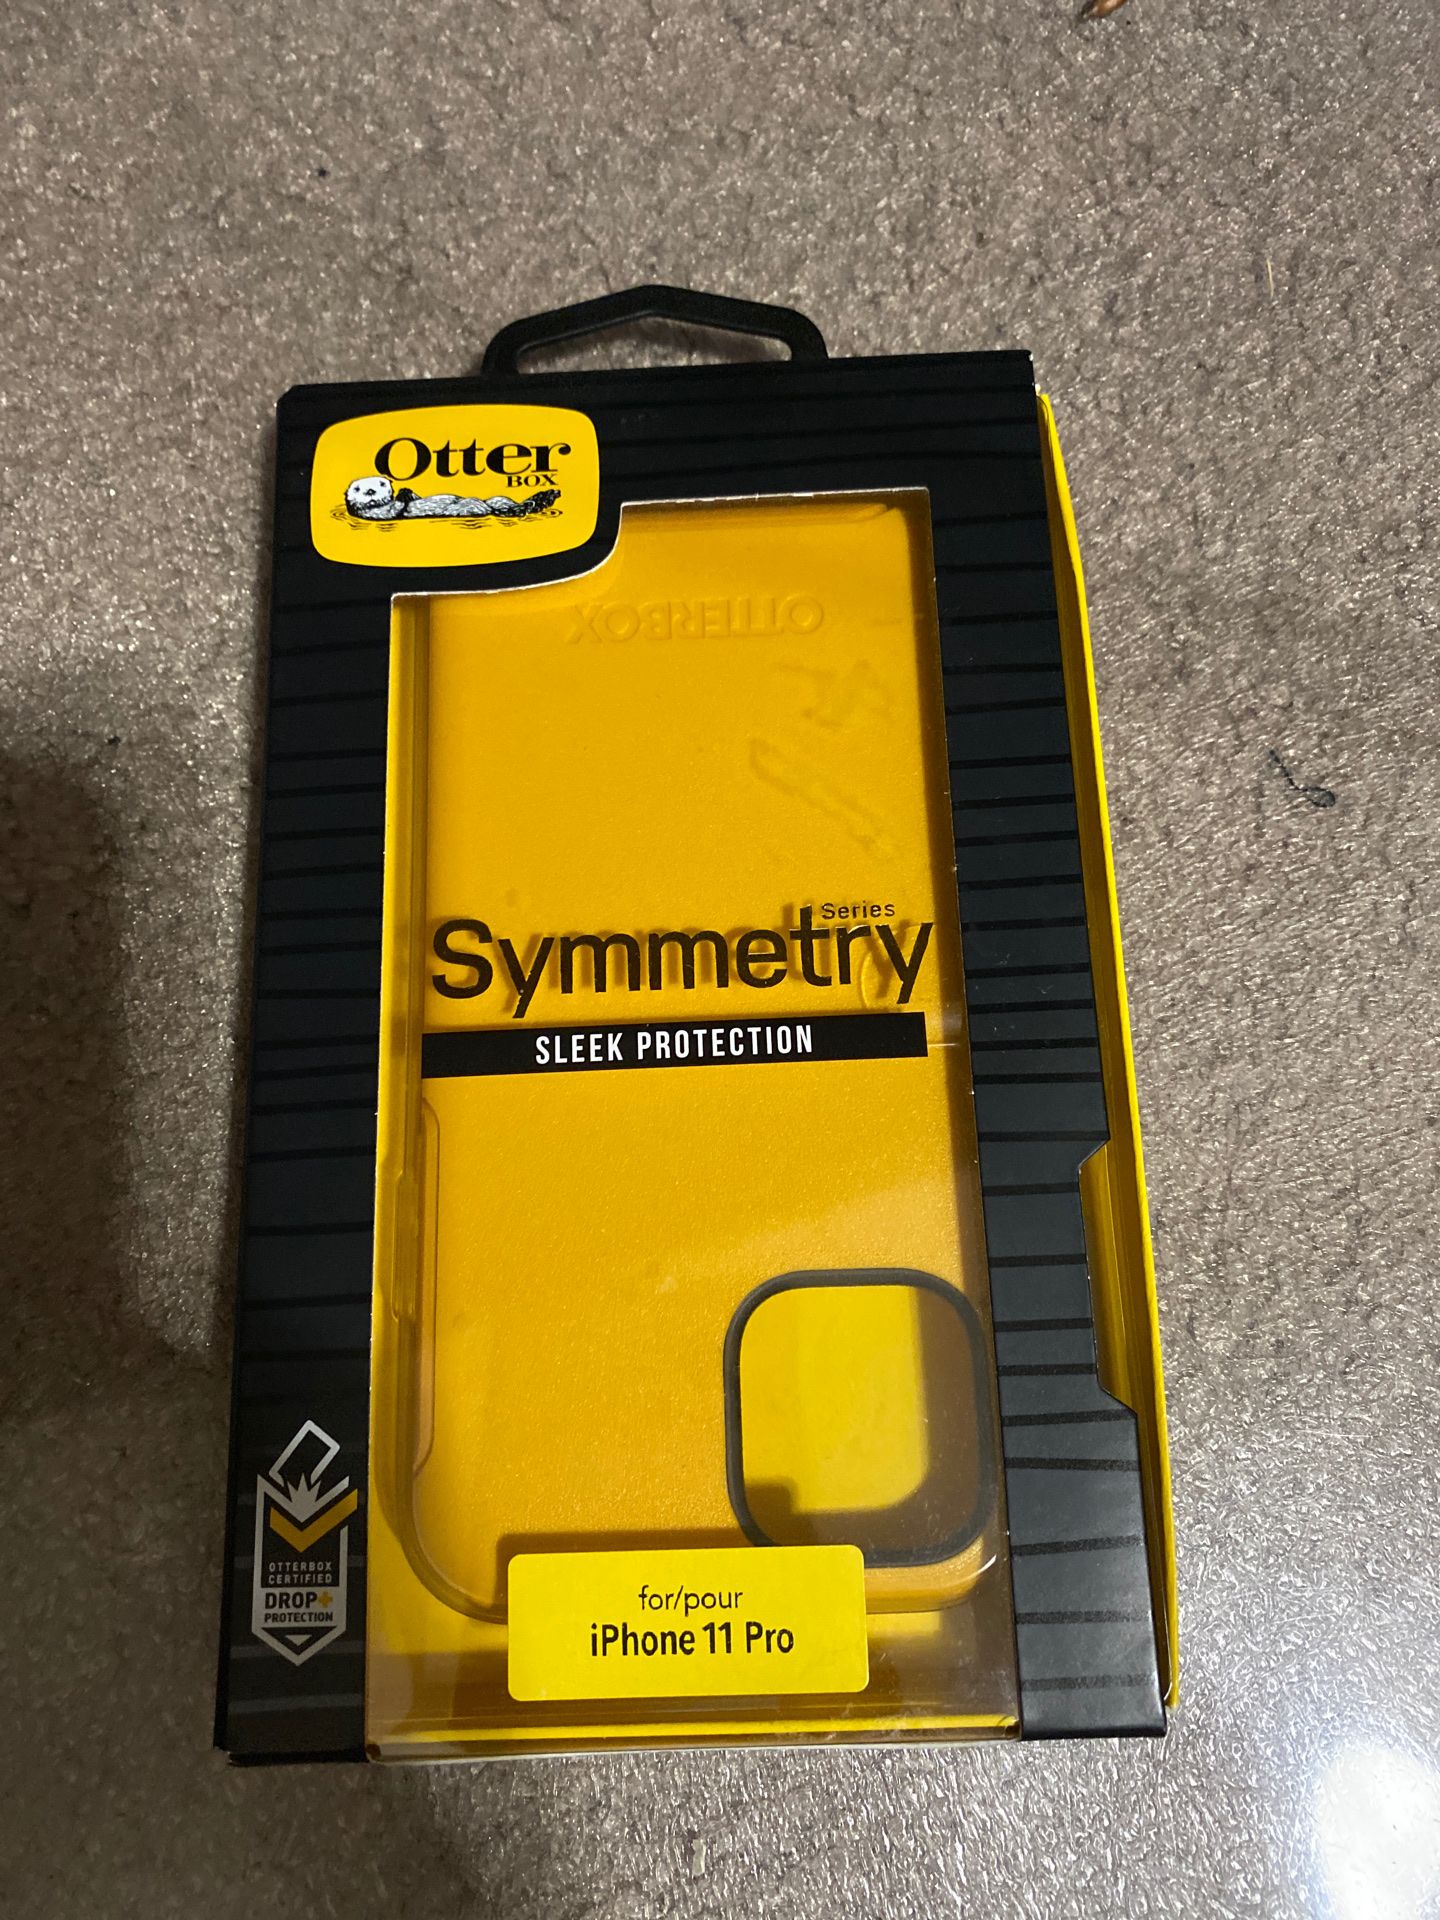 Otter
BOX
OTTERBOX
Series
Symmetry
SLEEK PROTECTION
OTTERBOX
CERTIFIED
DROP+
PROTECTION
for/pour
iPhone 11 Pro